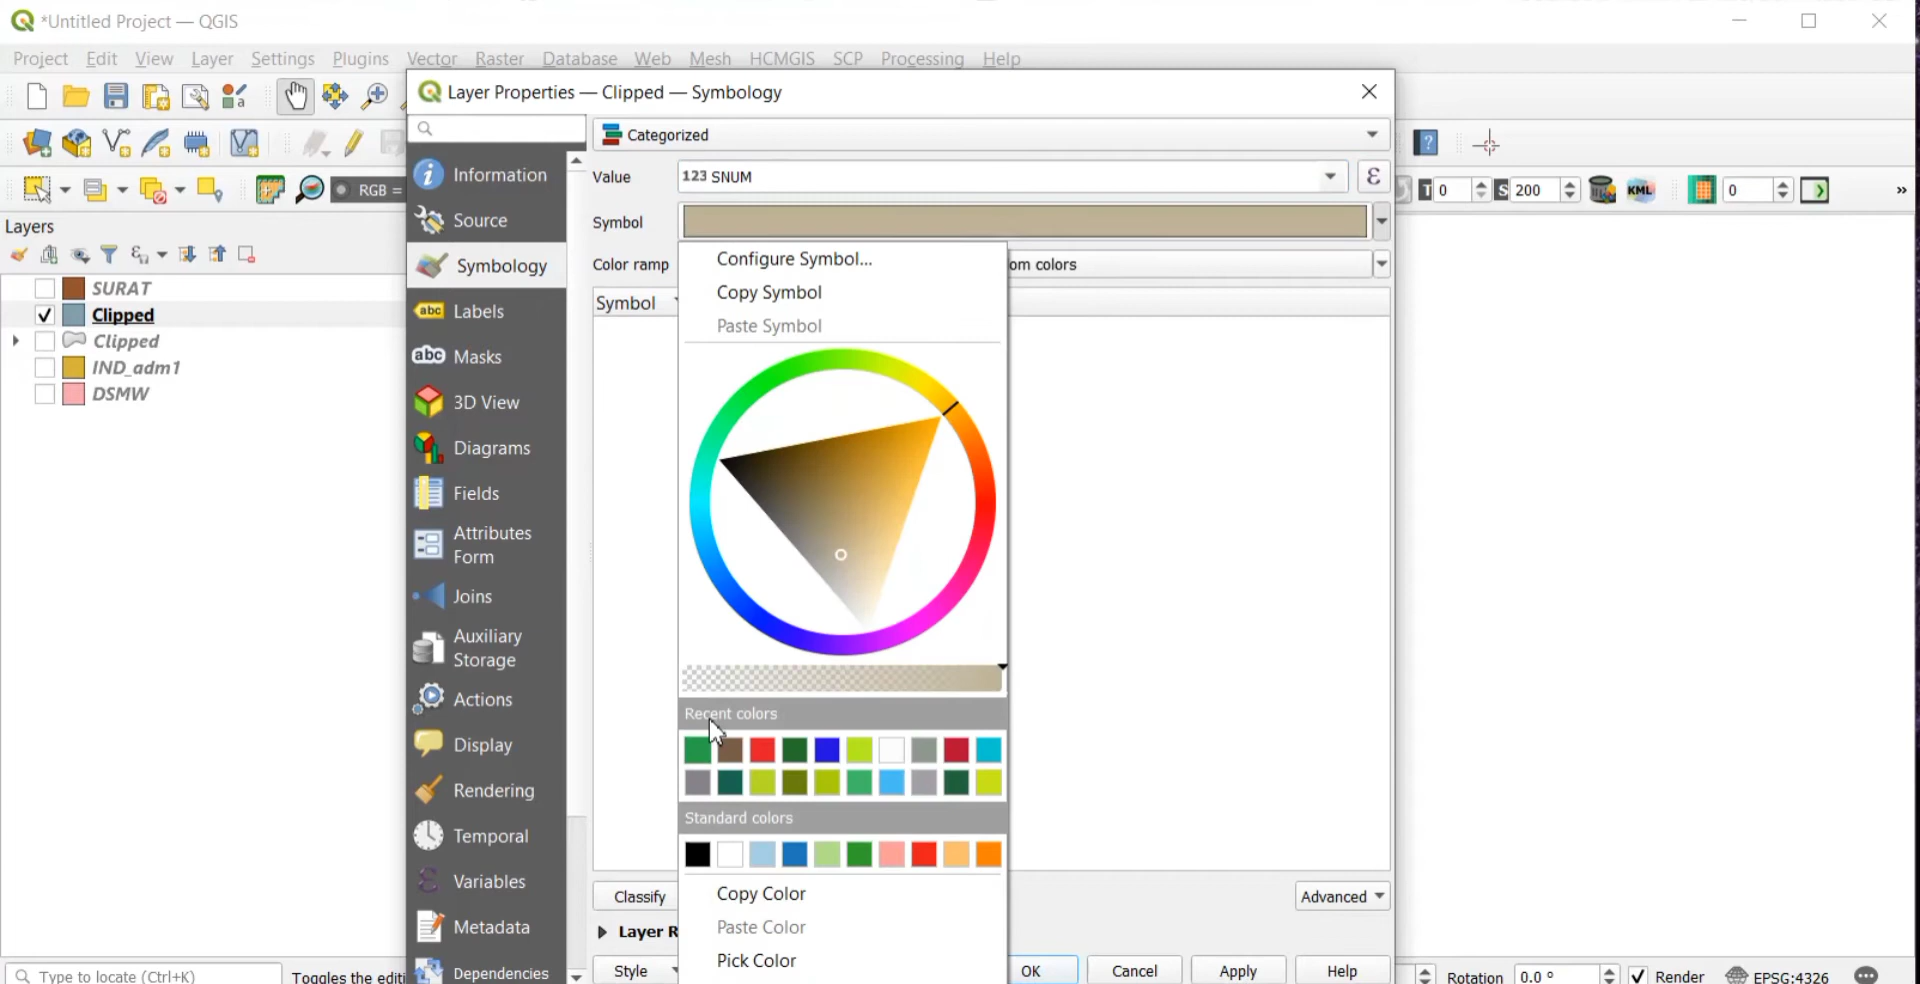 *Untitled Project — QGIS
Project Edit View Layer Settings Plugins Vector Raster Database Web Mesh HCMGIS SCP Processing Help
Layer Properties — Clipped — Symbology
Categorized
Information
Value 123 SNUM ε
RGB = T 0 S 200 KML 0 »
Source
Symbol
Layers
Configure Symbol...
Symbology
Color ramp om colors
SURAT
Copy Symbol
Symbol
Clipped
abc Labels
Paste Symbol
Clipped
abc Masks
IND_adm1
DSMW
3D View
Diagrams
Fields
Attributes
Form
Joins
Auxiliary
Storage
Actions
Recent colors
Display
Rendering
Standard colors
Temporal
Variables
Classify
Copy Color
Advanced
Metadata
Layer R
Paste Color
Pick Color
Dependencies
Style
OK Cancel Apply Help
Type to locate (Ctrl+K) Toggles the editi Rotation 0.0 ° Render EPSG:4326